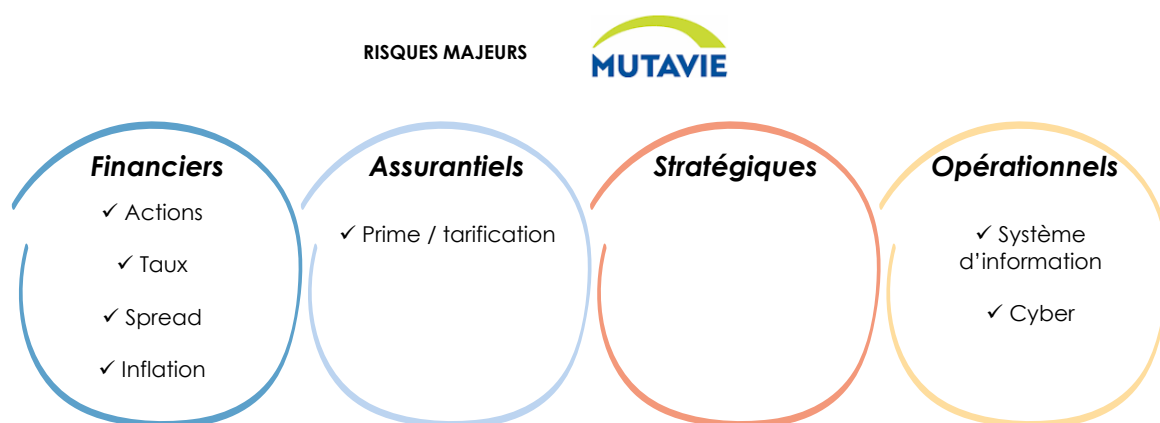 RISQUES MAJEURS
MUTAVIE
Financiers
✓ Actions
✓ Taux
✓ Spread
✓ Inflation
Assurantiels
✓ Prime / tarification
Stratégiques
Opérationnels
✓ Système
d’information
✓ Cyber